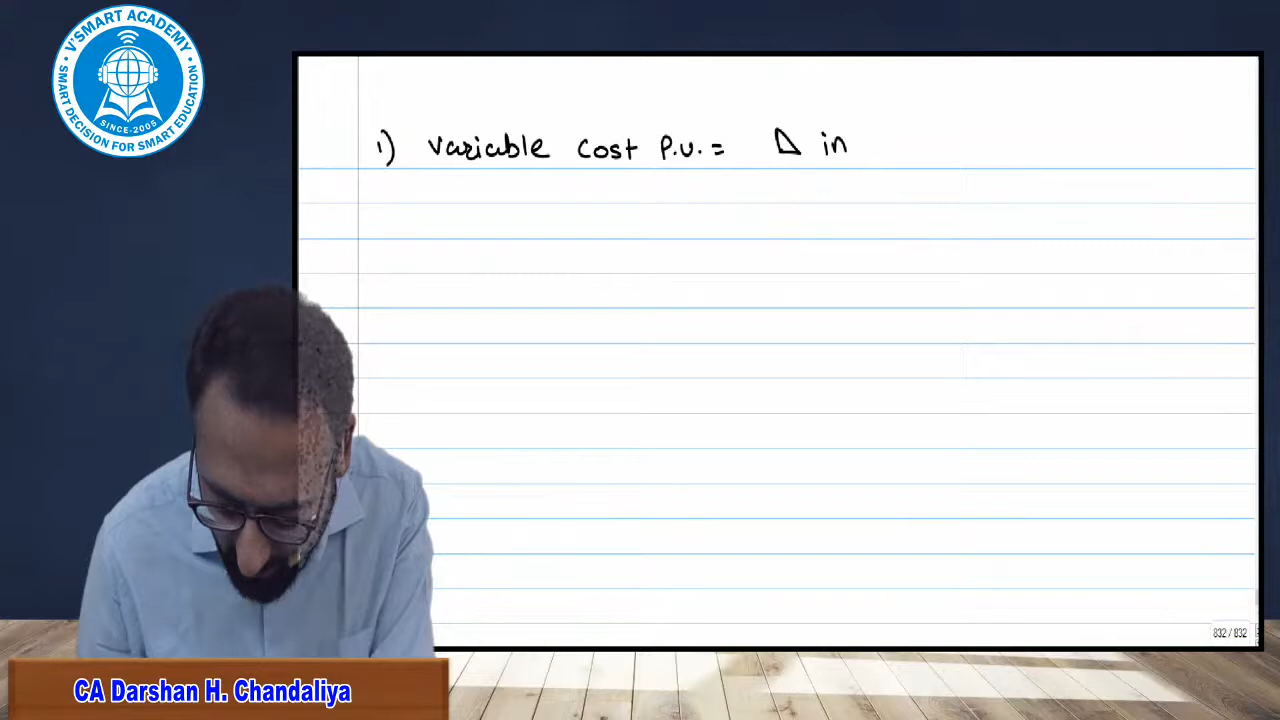 V'SMART ACADEMY
SINCE-2005
SMART DECISION FOR SMART EDUCATION
1) variable cost P.U. = Δ in
832 / 832
CA Darshan H. Chandaliya